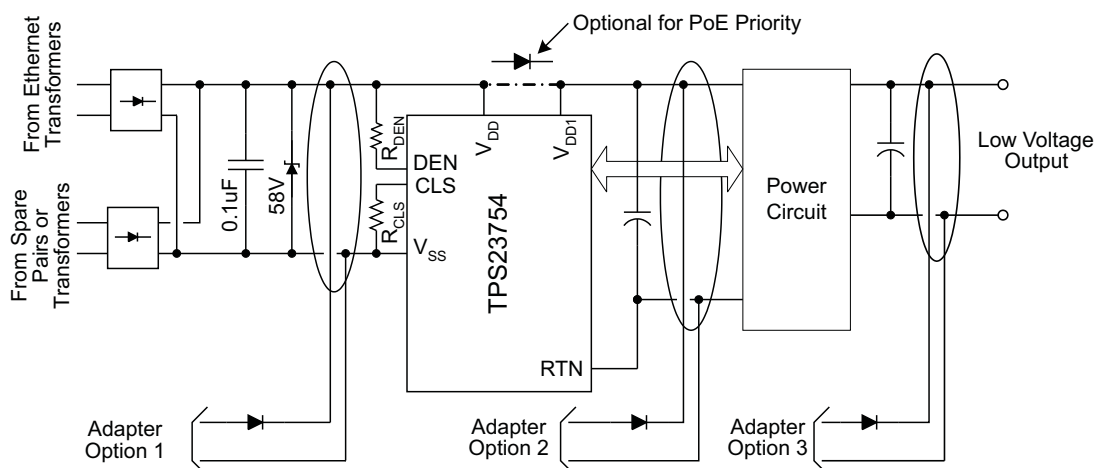 Optional for PoE Priority
From Ethernet
Transformers
From Spare
Pairs or
Transformers
0.1uF
58V
RDEN
RCLS
DEN
CLS
VSS
VDD
VDD1
TPS23754
RTN
Power
Circuit
Low Voltage
Output
Adapter
Option 1
Adapter
Option 2
Adapter
Option 3